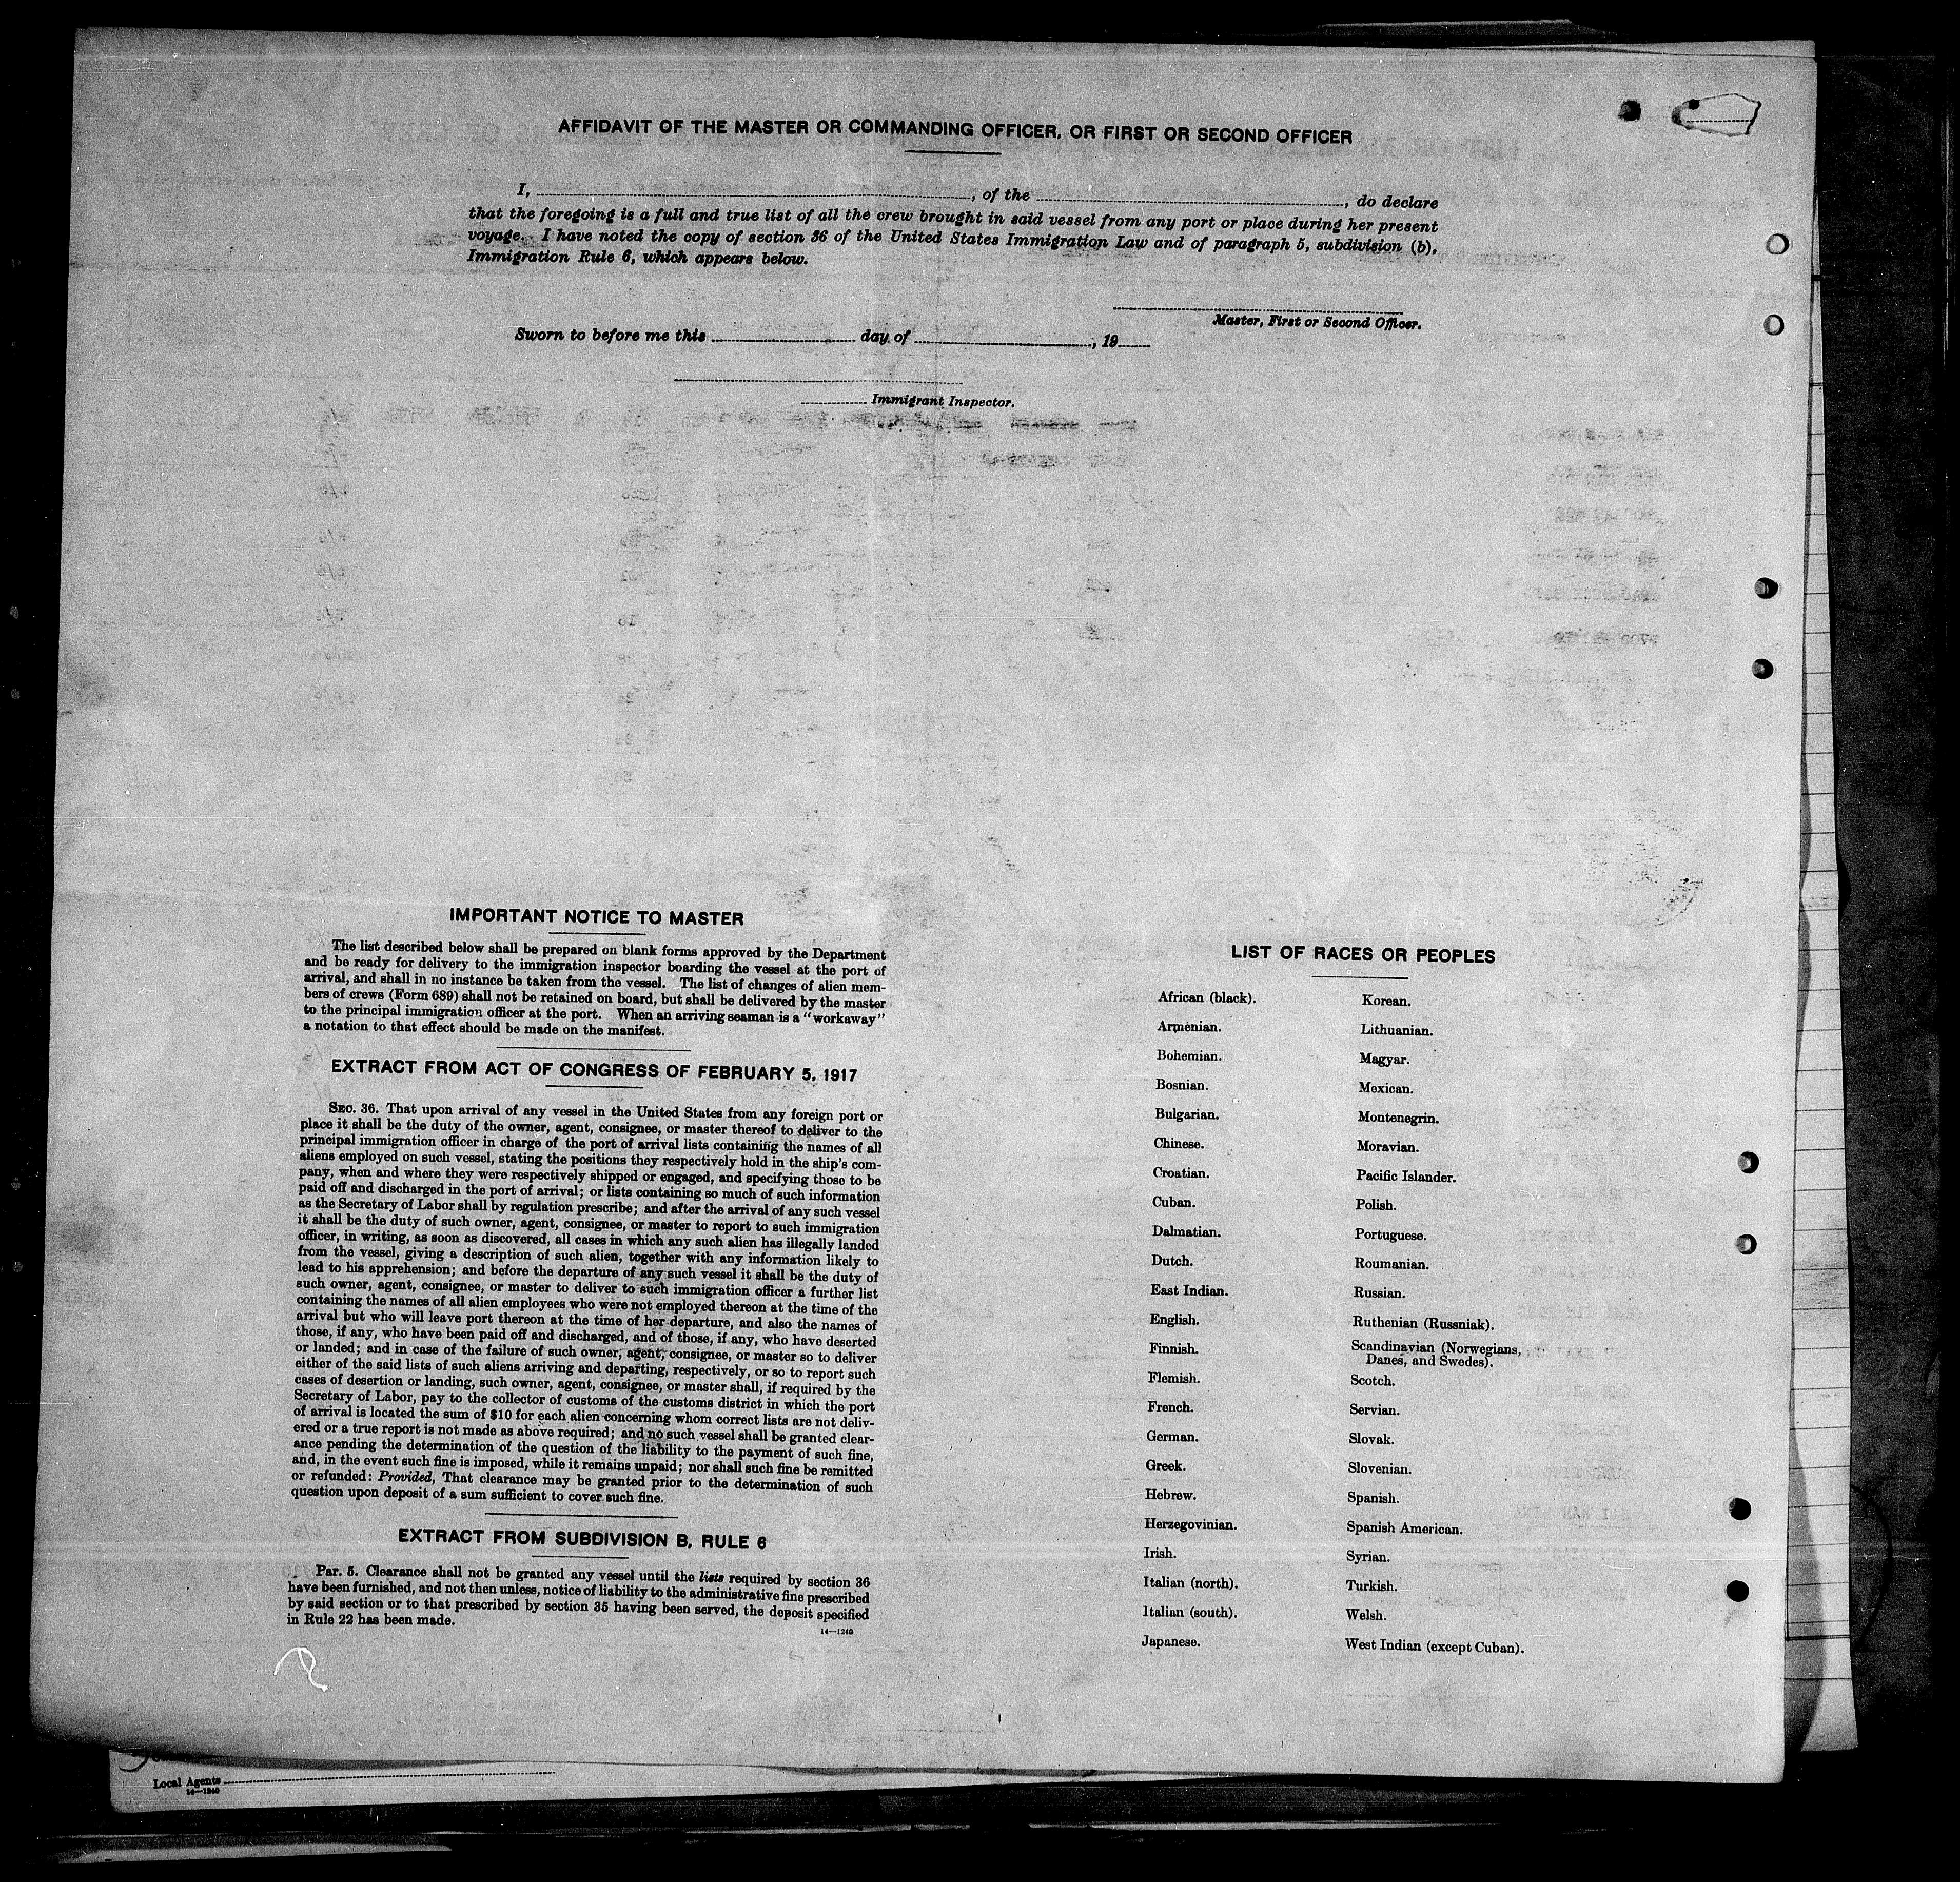 AFFIDAVIT OF THE MASTER OR COMMANDING OFFICER, OR FIRST OR SECOND OFFICER
I, , of the , do declare
that the foregoing is a full and true list of all the crew brought in said vessel from any port or place during her present
voyage. I have noted the copy of section 36 of the United States Immigration Law and of paragraph 5, subdivision (b),
Immigration Rule 6, which appears below.
Master, First or Second Officer.
Sworn to before me this day of , 19
Immigrant Inspector.
IMPORTANT NOTICE TO MASTER
The list described below shall be prepared on blank forms approved by the Department
and be ready for delivery to the immigration inspector boarding the vessel at the port of
arrival, and shall in no instance be taken from the vessel. The list of changes of alien mem-
bers of crews (Form 689) shall not be retained on board, but shall be delivered by the master
to the principal immigration officer at the port. When an arriving seaman is a "workaway"
a notation to that effect should be made on the manifest.
EXTRACT FROM ACT OF CONGRESS OF FEBRUARY 5, 1917
SEC. 36. That upon arrival of any vessel in the United States from any foreign port or
place it shall be the duty of the owner, agent, consignee, or master thereof to deliver to the
principal immigration officer in charge of the port of arrival lists containing the names of all
aliens employed on such vessel, stating the positions they respectively hold in the ship's com-
pany, when and where they were respectively shipped or engaged, and specifying those to be
paid off and discharged in the port of arrival; or lists containing so much of such information
as the Secretary of Labor shall by regulation prescribe; and after the arrival of any such vessel
it shall be the duty of such owner, agent, consignee, or master to report to such immigration
officer, in writing, as soon as discovered, all cases in which any such alien has illegally landed
from the vessel, giving a description of such alien, together with any information likely to
lead to his apprehension; and before the departure of any such vessel it shall be the duty of
such owner, agent, consignee, or master to deliver to such immigration officer a further list
containing the names of all alien employees who were not employed thereon at the time of the
arrival but who will leave port thereon at the time of her departure, and also the names of
those, if any, who have been paid off and discharged, and of those, if any, who have deserted
or landed; and in case of the failure of such owner, agent, consignee, or master so to deliver
either of the said lists of such aliens arriving and departing, respectively, or so to report such
cases of desertion or landing, such owner, agent, consignee, or master shall, if required by the
Secretary of Labor, pay to the collector of customs of the customs district in which the port
of arrival is located the sum of $10 for each alien concerning whom correct lists are not deliv-
ered or a true report is not made as above required; and no such vessel shall be granted clear-
ance pending the determination of the question of the liability to the payment of such fine,
and, in the event such fine is imposed, while it remains unpaid; nor shall such fine be remitted
or refunded: Provided, That clearance may be granted prior to the determination of such
question upon deposit of a sum sufficient to cover such fine.
EXTRACT FROM SUBDIVISION B, RULE 6
Par. 5. Clearance shall not be granted any vessel until the lists required by section 36
have been furnished, and not then unless, notice of liability to the administrative fine prescribed
by said section or to that prescribed by section 35 having been served, the deposit specified
in Rule 22 has been made.
14—1240
LIST OF RACES OR PEOPLES
African (black).
Armenian.
Bohemian.
Bosnian.
Bulgarian.
Chinese.
Croatian.
Cuban.
Dalmatian.
Dutch.
East Indian.
English.
Finnish.
Flemish.
French.
German.
Greek.
Hebrew.
Herzegovinian.
Irish.
Italian (north).
Italian (south).
Japanese.
Korean.
Lithuanian.
Magyar.
Mexican.
Montenegrin.
Moravian.
Pacific Islander.
Polish.
Portuguese.
Roumanian.
Russian.
Ruthenian (Russniak).
Scandinavian (Norwegians,
Danes, and Swedes).
Scotch.
Servian.
Slovak.
Slovenian.
Spanish.
Spanish American.
Syrian.
Turkish.
Welsh.
West Indian (except Cuban).
Local Agents
14—1240